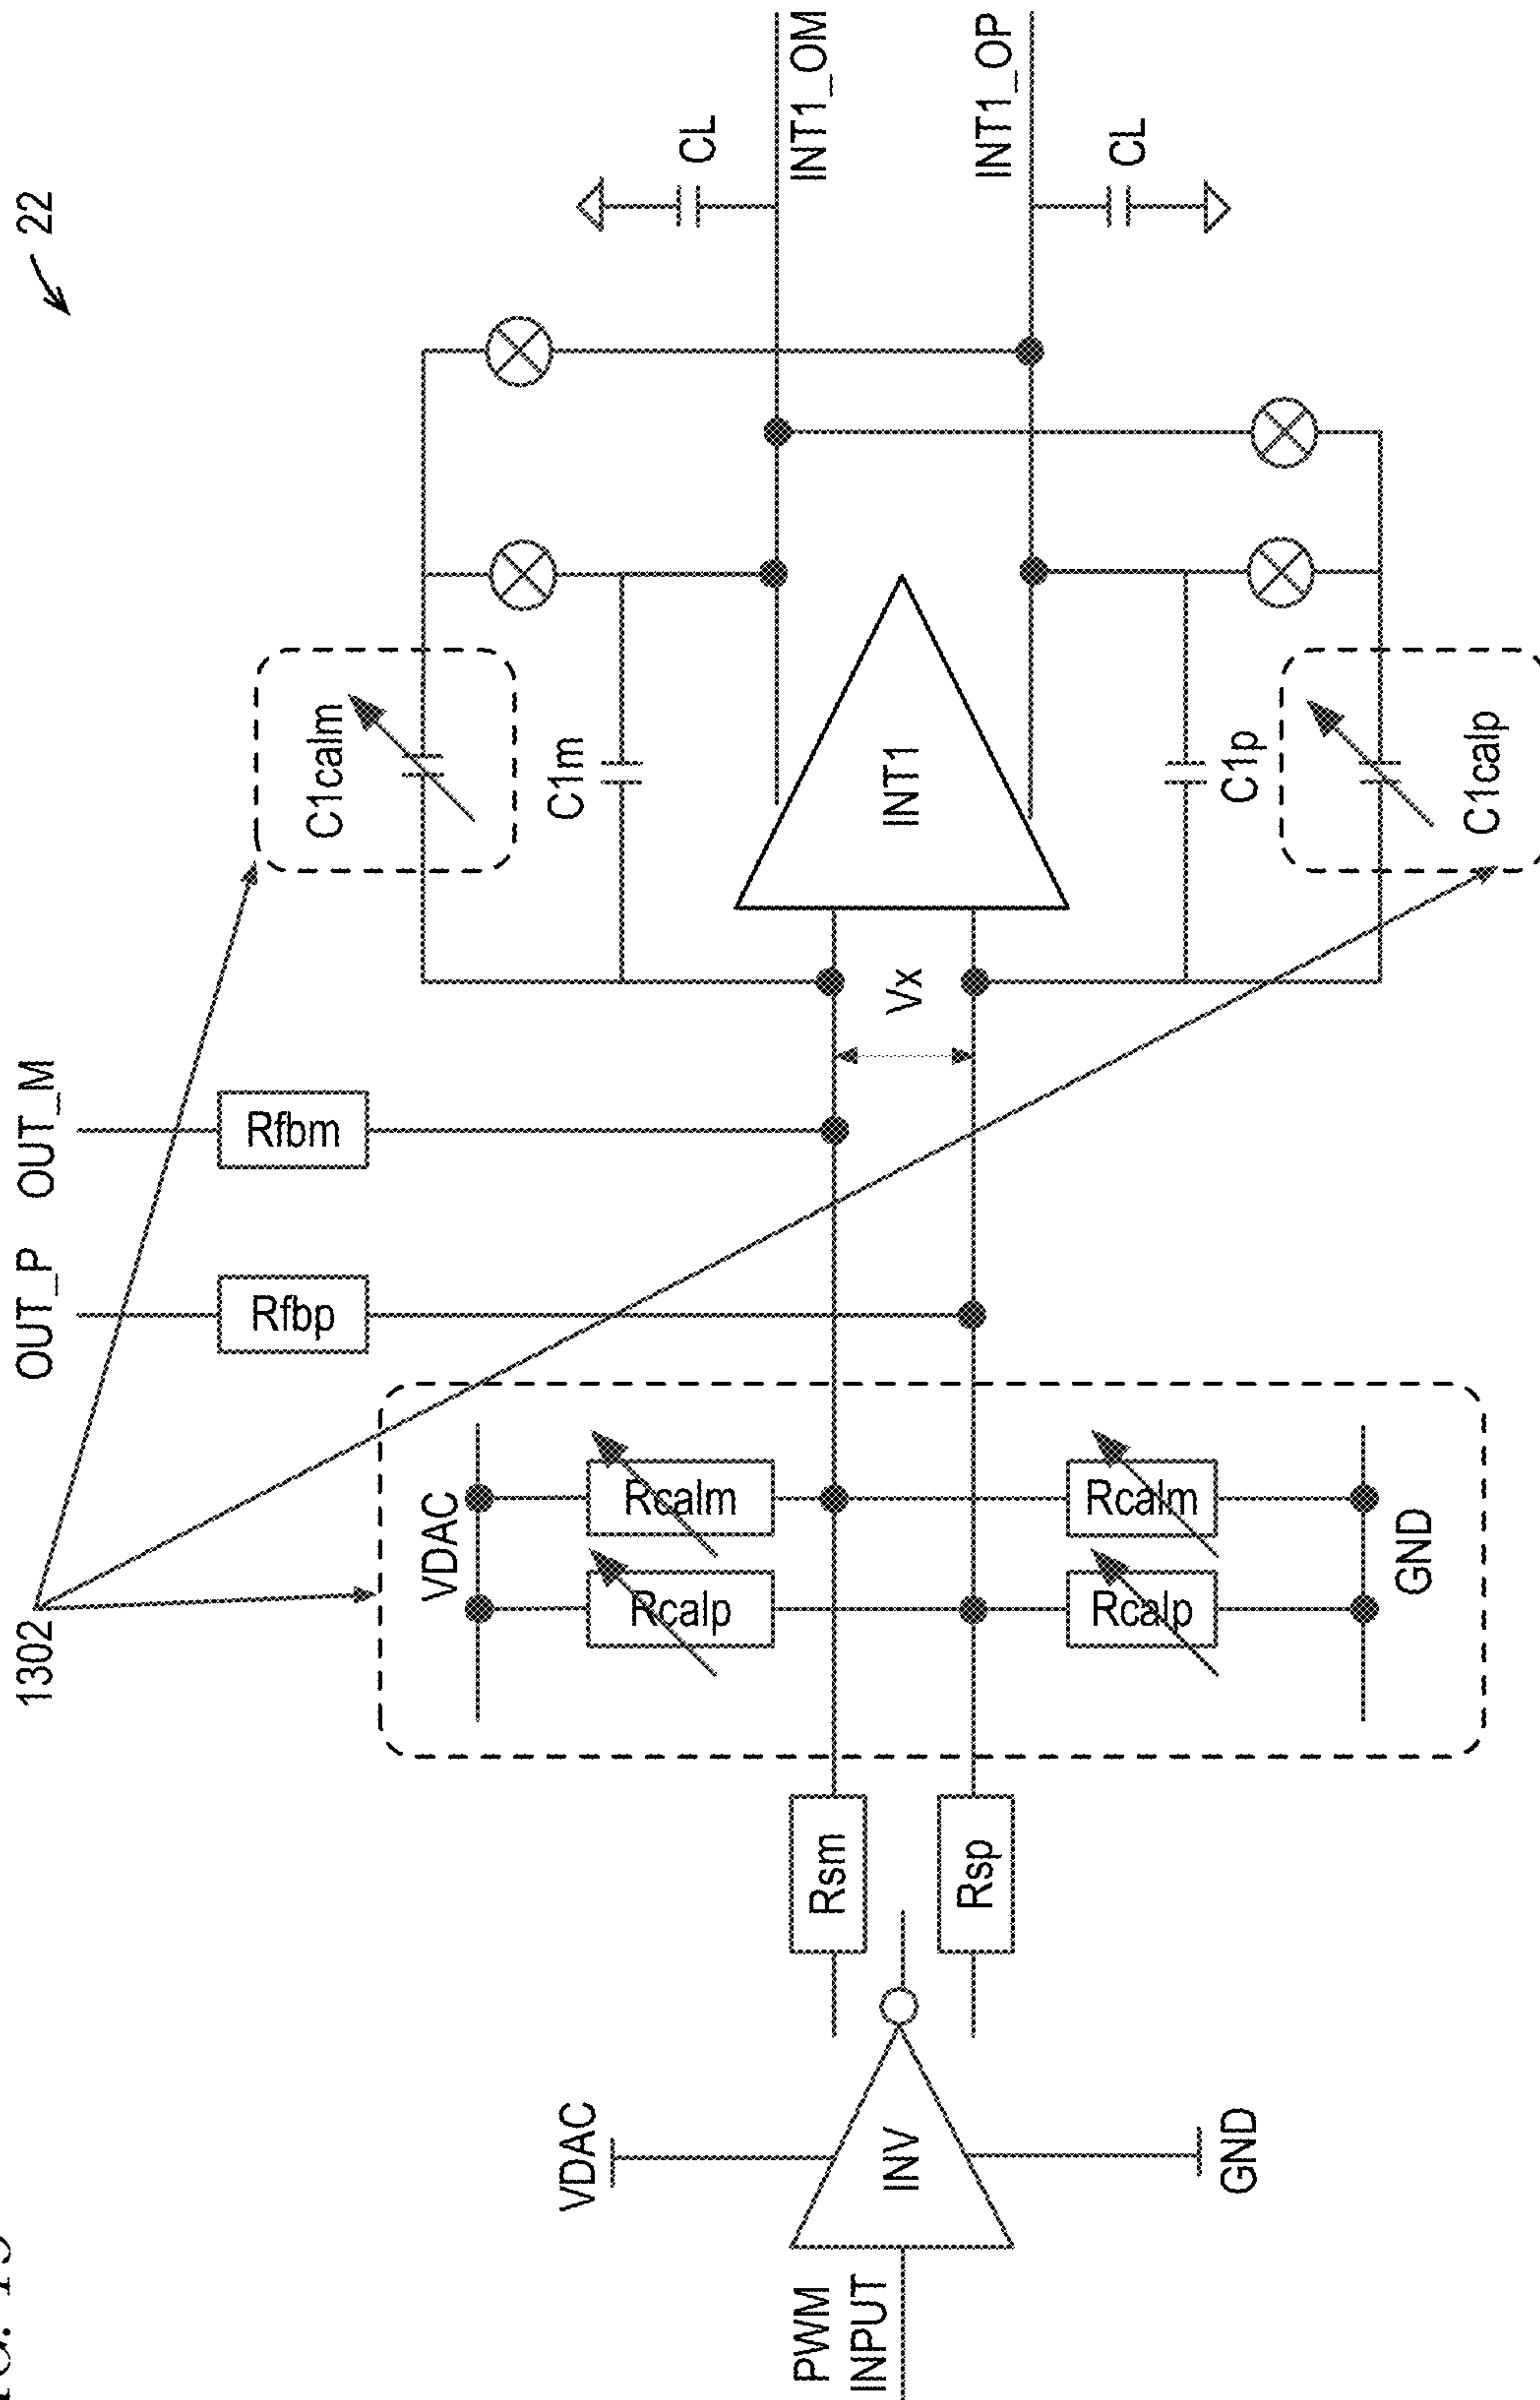 1302
OUT_P
OUT_M
22
Rfbp
Rfbm
VDAC
Rcalm
Rcalp
Rcalm
Rcalp
GND
C1calm
C1m
CL
INT1_OM
VDAC
PWM
INPUT
INV
GND
Rsm
Rsp
Vx
INT1
INT1_OP
CL
C1p
C1calp